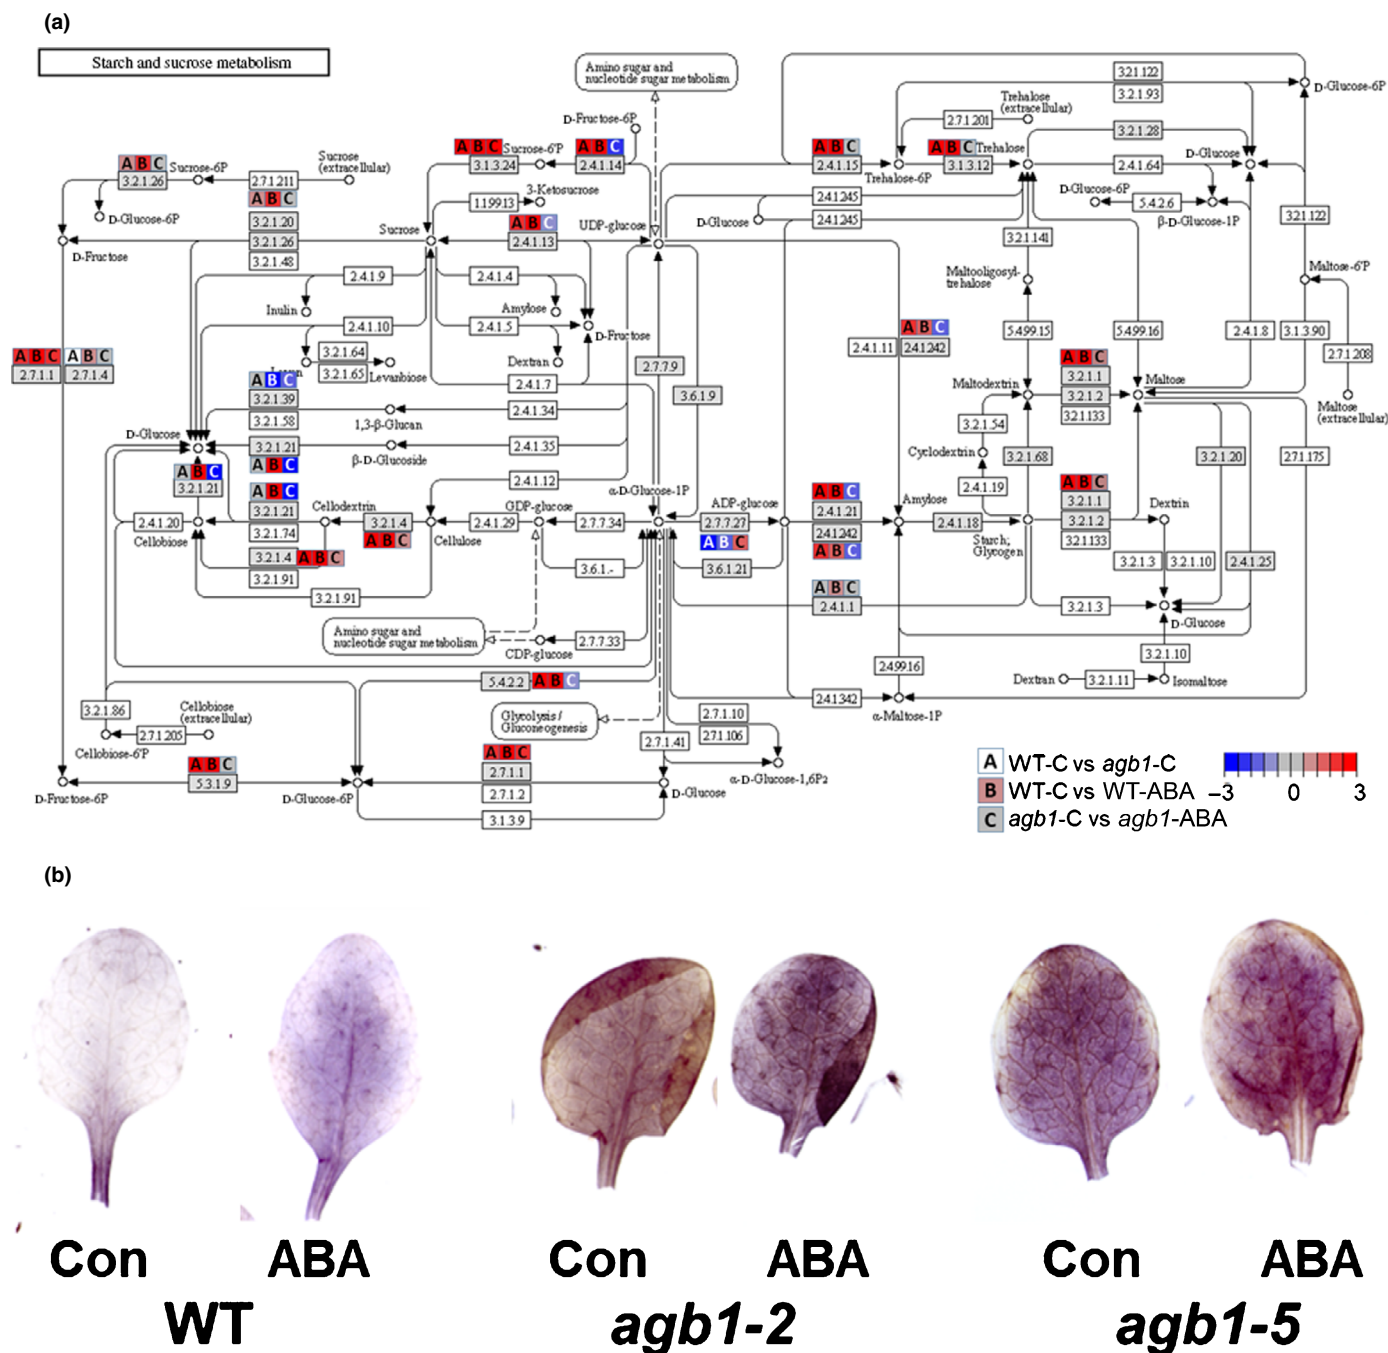 (a)
Starch and sucrose metabolism
Amino sugar and
nucleotide sugar metabolism
3.2.1.122
3.2.1.93
D-Glucose-6P
Trehalose
(extracellular)
2.7.1.201
D-Fructose-6P
3.2.1.28
A B C
3.1.3.24
Sucrose-6'P
A B C
2.4.1.14
A B C
2.4.1.15
Trehalose-6P
A B C
3.1.3.12
Trehalose
2.4.1.64
D-Glucose
A B C
3.2.1.26
Sucrose-6P
2.7.1.211
Sucrose
(extracellular)
A B C
D-Glucose-6P
3-Ketosucrose
1.1.99.13
2.4.1.245
2.4.1.245
D-Glucose
D-Glucose-6P
5.4.2.6
β-D-Glucose-1P
3.2.1.122
3.2.1.20
3.2.1.26
3.2.1.48
D-Fructose
Sucrose
A B C
2.4.1.13
UDP-glucose
3.2.1.141
Maltooligosyl-
trehalose
Maltose-6'P
2.4.1.9
Inulin
2.4.1.4
Amylose
2.4.1.10
2.4.1.5
D-Fructose
A B C
2.4.1.11
2.4.1.242
5.4.99.15
5.4.99.16
2.4.1.8
3.1.3.90
2.7.1.208
A B C
2.7.1.1
A B C
2.7.1.4
3.2.1.64
3.2.1.65
Levanbiose
Dextran
2.7.7.9
3.6.1.9
A B C
3.2.1.1
3.2.1.2
3.2.1.133
Maltodextrin
Maltose
Maltose
(extracellular)
A B C
3.2.1.39
3.2.1.58
2.4.1.7
2.4.1.34
1,3-β-Glucan
3.2.1.54
D-Glucose
3.2.1.21
A B C
β-D-Glucoside
2.4.1.35
Cyclodextrin
3.2.1.68
3.2.1.20
2.7.1.175
A B C
3.2.1.21
A B C
3.2.1.21
3.2.1.74
2.4.1.12
α-D-Glucose-1P
ADP-glucose
A B C
2.4.1.21
2.4.1.242
A B C
Amylose
2.4.1.19
A B C
3.2.1.1
3.2.1.2
3.2.1.133
Dextrin
2.4.1.20
Cellobiose
Cellodextrin
3.2.1.4
A B C
Cellulose
2.4.1.29
GDP-glucose
2.7.7.34
2.7.7.27
A B C
3.6.1.21
2.4.1.18
Starch;
Glycogen
3.2.1.4
A B C
3.2.1.91
3.6.1.-
3.2.1.3
3.2.1.10
2.4.1.25
3.2.1.91
A B C
2.4.1.1
3.2.1.3
D-Glucose
Amino sugar and
nucleotide sugar metabolism
CDP-glucose
2.7.7.33
2.4.99.16
3.2.1.10
5.4.2.2
A B C
Dextran
3.2.1.11
Isomaltose
3.2.1.86
Cellobiose
(extracellular)
2.7.1.205
Cellobiose-6'P
Glycolysis /
Gluconeogenesis
2.4.1.342
α-Maltose-1P
2.7.1.10
2.7.1.106
2.7.1.41
α-D-Glucose-1,6P2
A B C
5.3.1.9
D-Fructose-6P
D-Glucose-6P
A B C
2.7.1.1
2.7.1.2
3.1.3.9
D-Glucose
A WT-C vs agb1-C
B WT-C vs WT-ABA
C agb1-C vs agb1-ABA
−3 0 3
(b)
Con ABA Con ABA Con ABA
WT agb1-2 agb1-5